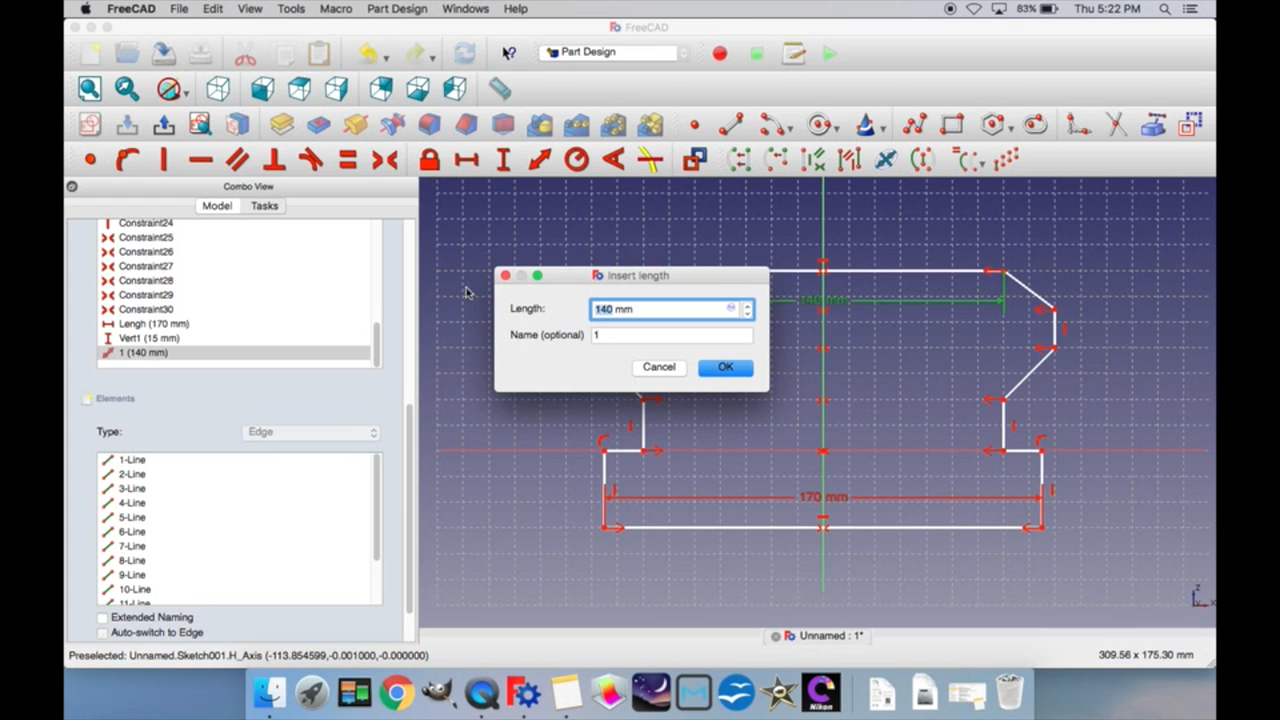 FreeCAD File Edit View Tools Macro Part Design Windows Help 83% Thu 5:22 PM
FreeCAD
Part Design
Combo View
Model Tasks
Constraint24
Constraint25
Constraint26
Constraint27
Constraint28
Constraint29
Constraint30
Lengh (170 mm)
Vert1 (15 mm)
1 (140 mm)
Elements
Type: Edge
1-Line
2-Line
3-Line
4-Line
5-Line
6-Line
7-Line
8-Line
9-Line
10-Line
11-Line
Extended Naming
Auto-switch to Edge
Insert length
Length: 140 mm
Name (optional) 1
Cancel OK
140 mm
170 mm
Z
X
Unnamed : 1*
Preselected: Unnamed.Sketch001.H_Axis (-113.854599,-0.001000,-0.000000) 309.56 x 175.30 mm
Nikon